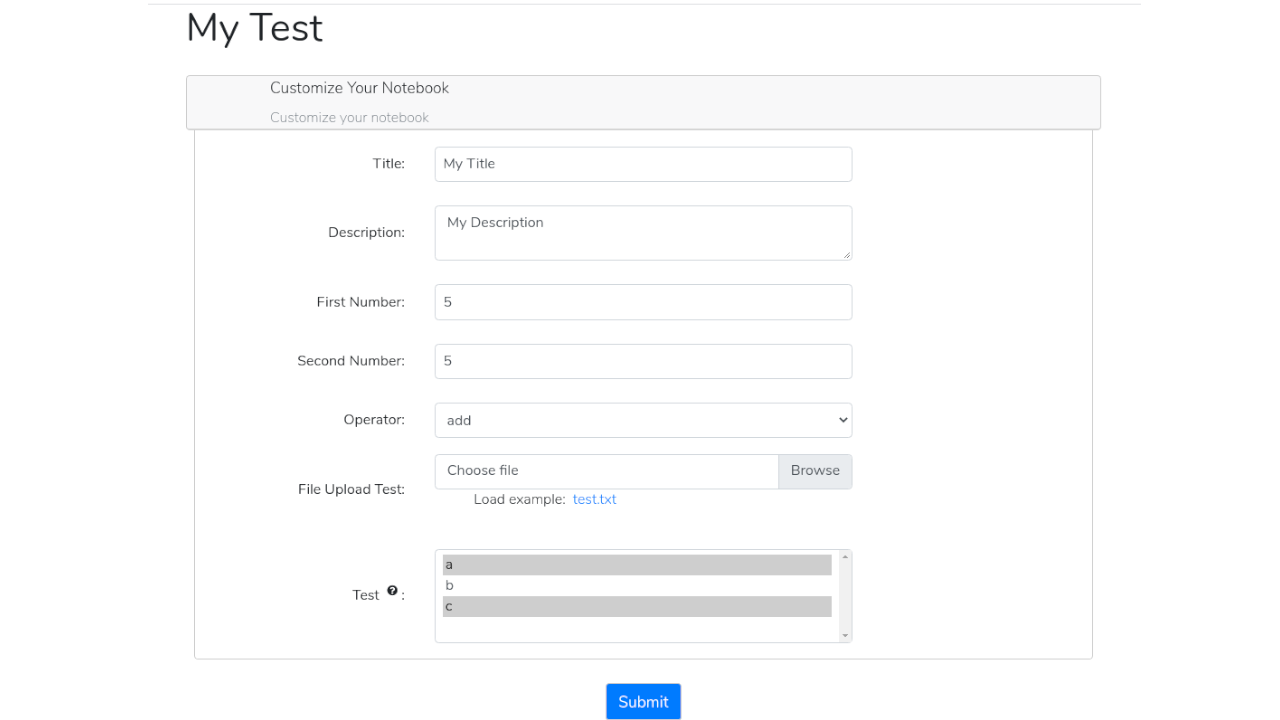 My Test
Customize Your Notebook
Customize your notebook
Title: My Title
Description: My Description
First Number: 5
Second Number: 5
Operator: add
File Upload Test: Choose file Browse
Load example: test.txt
Test ?: a
b
c
Submit